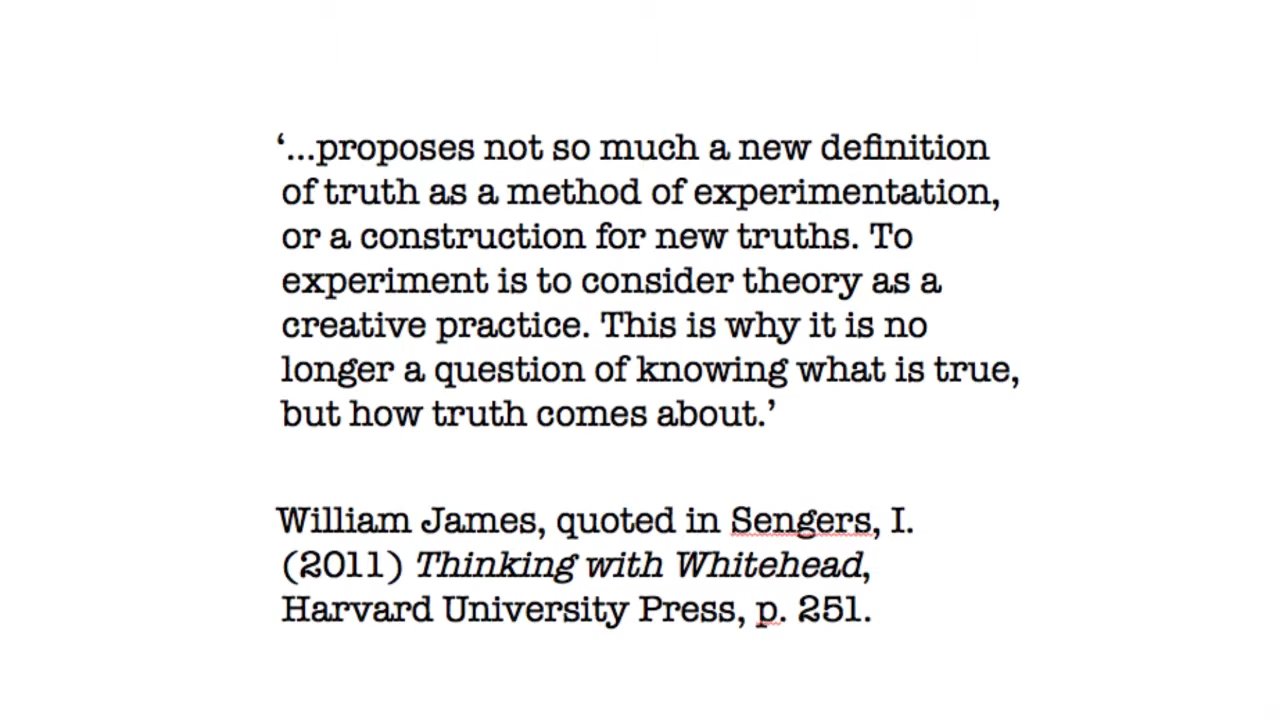 ‘...proposes not so much a new definition
of truth as a method of experimentation,
or a construction for new truths. To
experiment is to consider theory as a
creative practice. This is why it is no
longer a question of knowing what is true,
but how truth comes about.’
William James, quoted in Sengers, I.
(2011) Thinking with Whitehead,
Harvard University Press, p. 251.